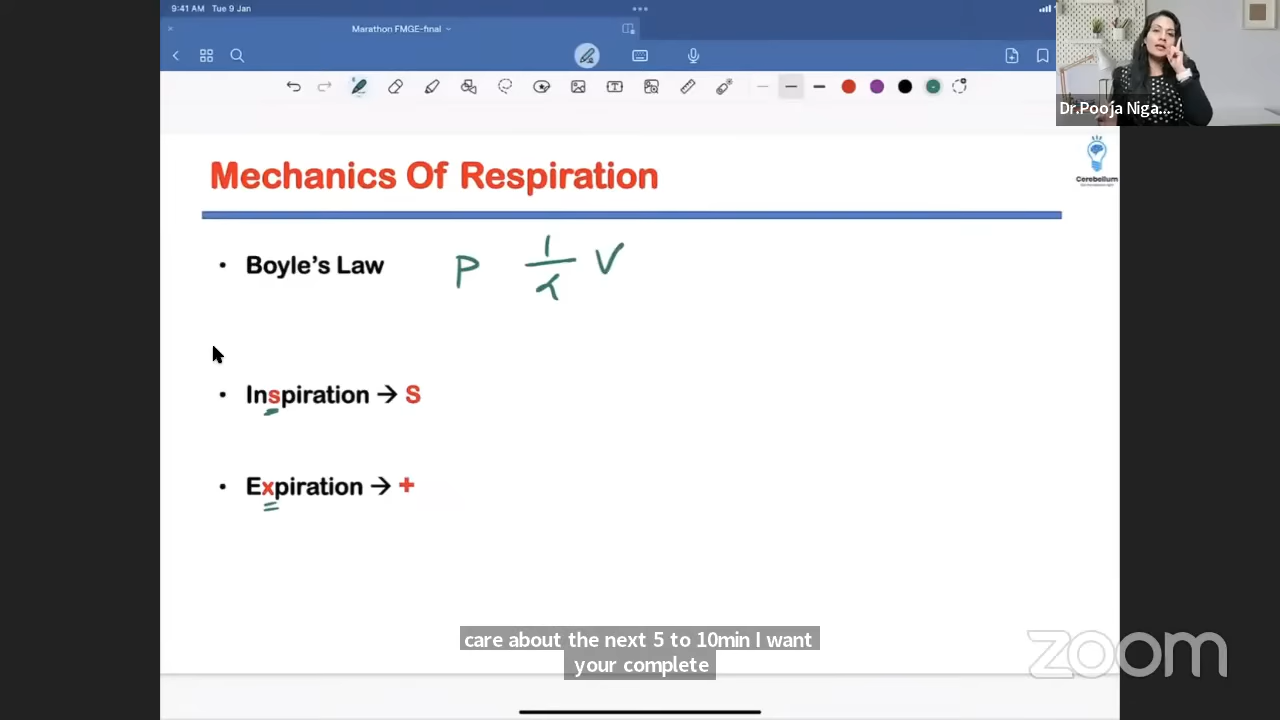 9:41 AM Tue 9 Jan
Marathon FMGE-final
Dr.Pooja Niga...
Mechanics Of Respiration
Cerebellum
• Boyle's Law P 1/α V
• Inspiration → S
• Expiration → +
care about the next 5 to 10min I want
your complete
zoom